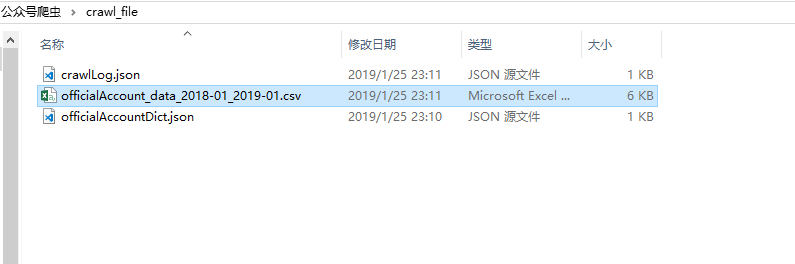 公众号爬虫 › crawl_file
名称 修改日期 类型 大小
crawlLog.json 2019/1/25 23:11 JSON 源文件 1 KB
officialAccount_data_2018-01_2019-01.csv 2019/1/25 23:11 Microsoft Excel ... 6 KB
officialAccountDict.json 2019/1/25 23:10 JSON 源文件 1 KB